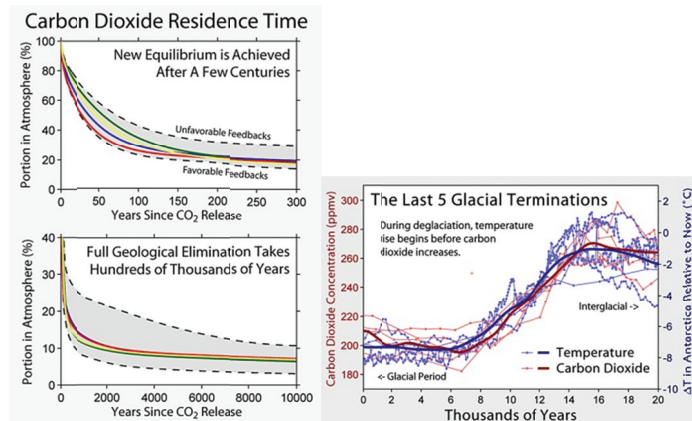 Carbon Dioxide Residence Time
New Equilibrium is Achieved
After A Few Centuries
Portion in Atmosphere (%)
100
80
60
40
20
0
Unfavorable Feedbacks
Favorable Feedbacks
0 50 100 150 200 250 300
Years Since CO2 Release
Full Geological Elimination Takes
Hundreds of Thousands of Years
Portion in Atmosphere (%)
40
30
20
10
0
0 2000 4000 6000 8000 10000
Years Since CO2 Release
The Last 5 Glacial Terminations
During deglaciation, temperature
ise begins before carbon
dioxide increases.
Carbon Dioxide Concentration (ppmv)
300
280
260
240
220
200
180
Interglacial ->
Temperature
Carbon Dioxide
<- Glacial Period
2
0
-2
-4
-6
-8
-10
ΔT in Antarctica Relative to Now (°C)
0 2 4 6 8 10 12 14 16 18 20
Thousands of Years